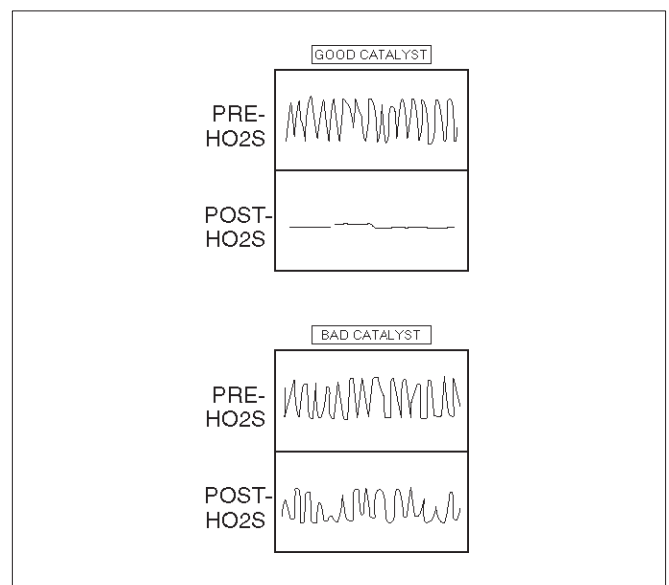 GOOD CATALYST
PRE-
HO2S
POST-
HO2S
BAD CATALYST
PRE-
HO2S
POST-
HO2S